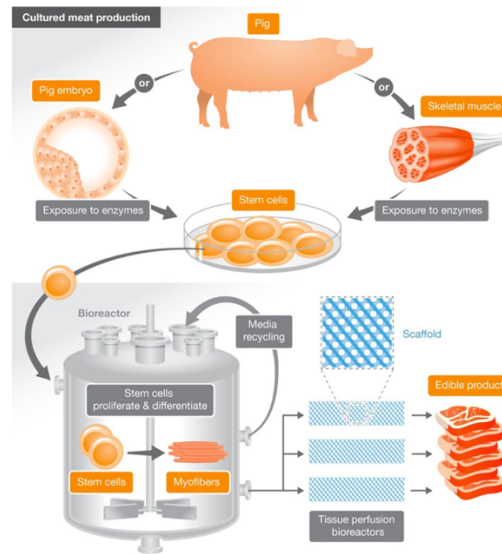 Cultured meat production
Pig
Pig embryo
or
or
Skeletal muscle
Exposure to enzymes
Stem cells
Exposure to enzymes
Bioreactor
Media
recycling
Scaffold
Stem cells
proliferate & differentiate
Edible product
Stem cells
Myofibers
Tissue perfusion
bioreactors